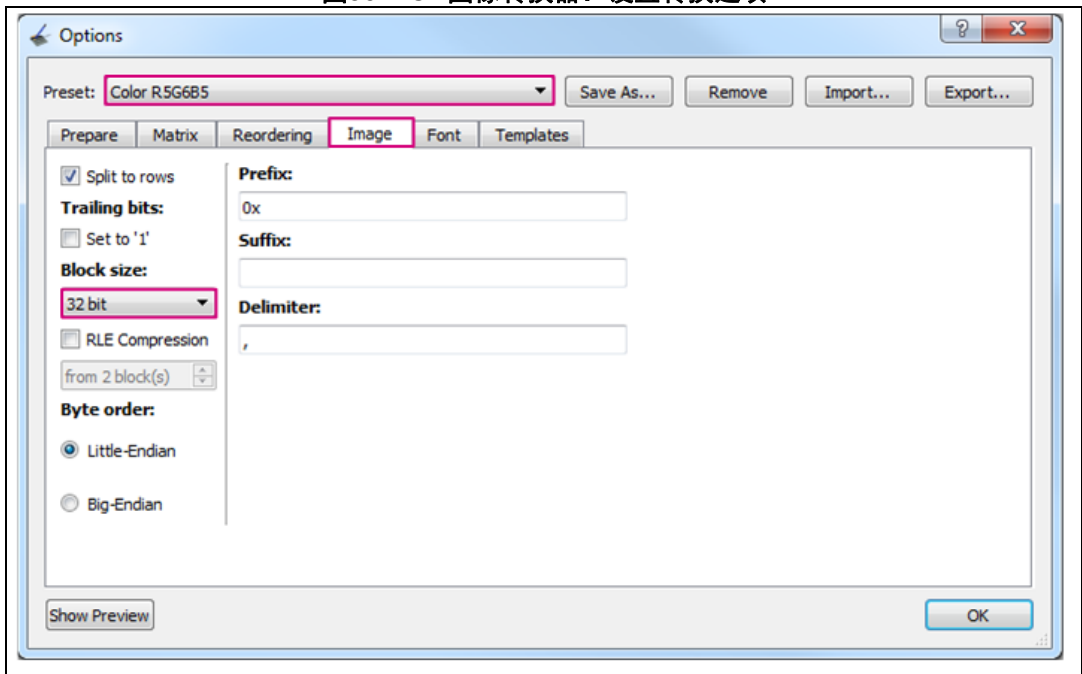 Options
Preset: Color R5G6B5 Save As... Remove Import... Export...
Prepare Matrix Reordering Image Font Templates
Split to rows
Trailing bits:
Set to '1'
Block size:
32 bit
RLE Compression
from 2 block(s)
Byte order:
Little-Endian
Big-Endian
Prefix:
0x
Suffix:
Delimiter:
,
Show Preview OK